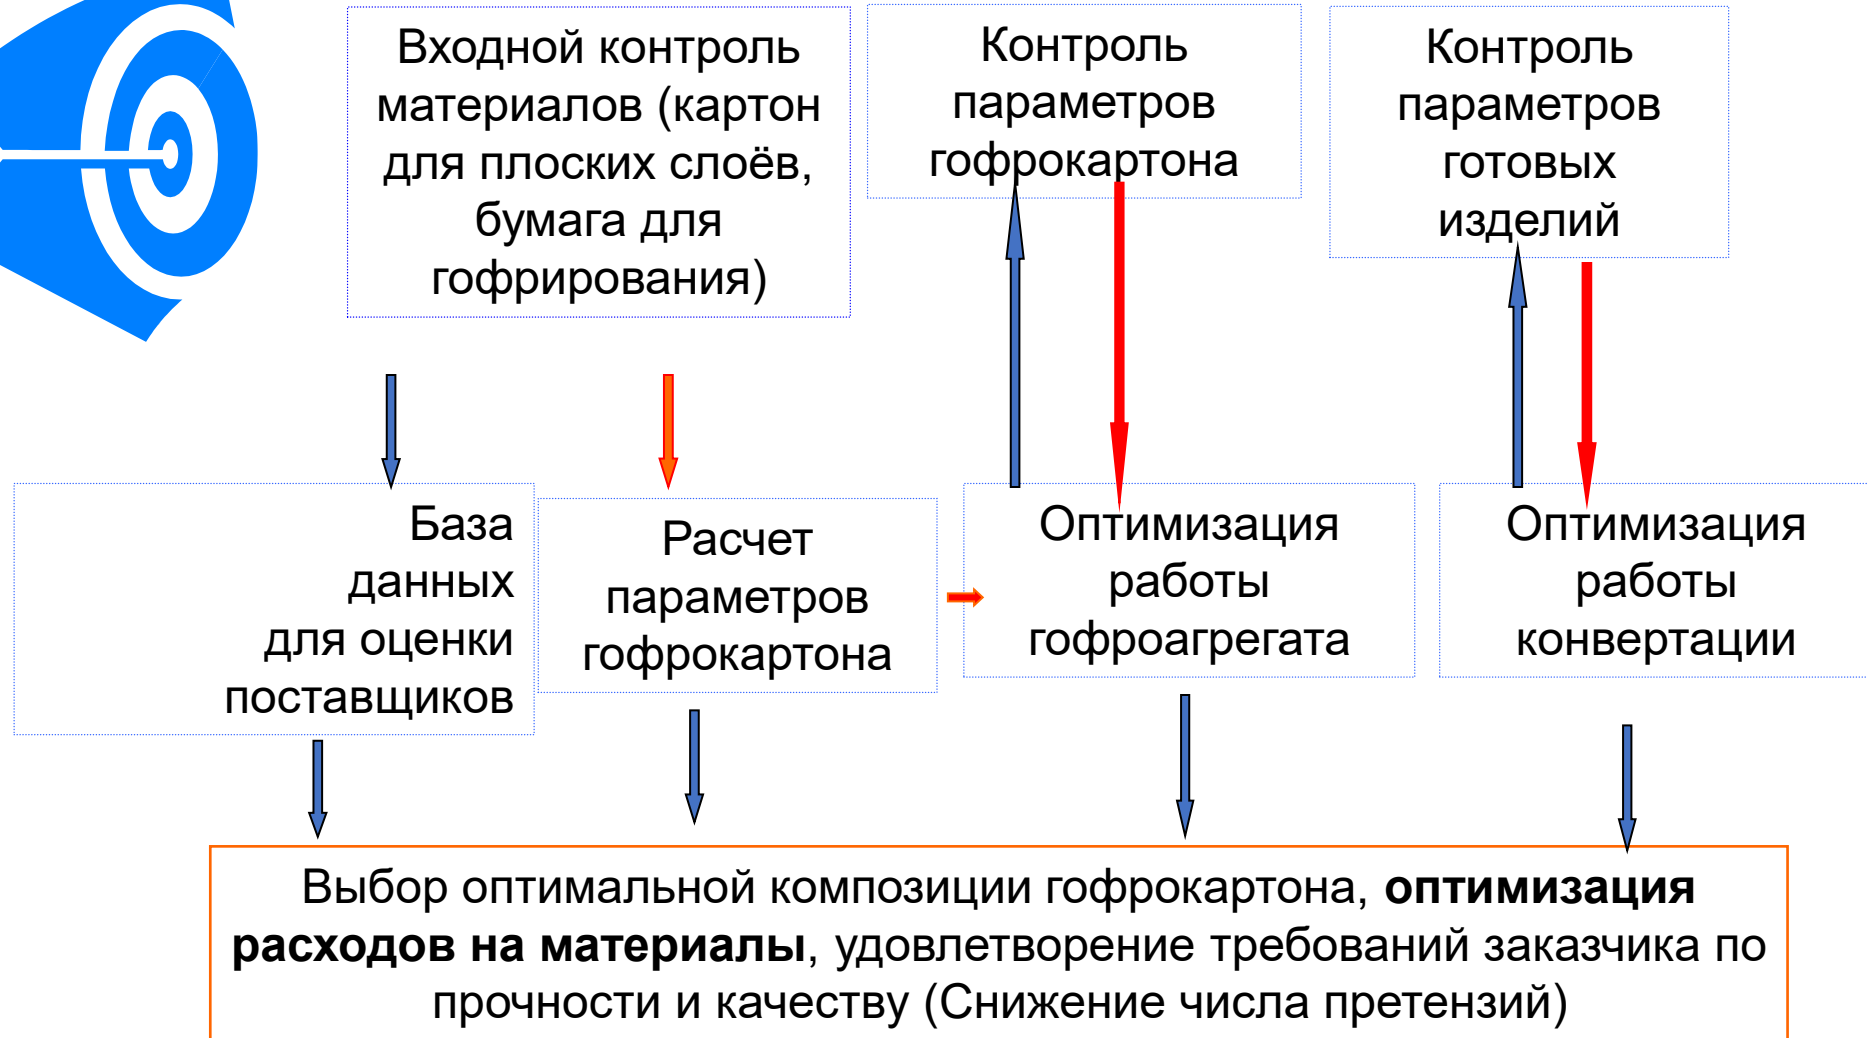 Входной контроль
материалов (картон
для плоских слоёв,
бумага для
гофрирования)
Контроль
параметров
гофрокартона
Контроль
параметров
готовых
изделий
База
данных
для оценки
поставщиков
Расчет
параметров
гофрокартона
Оптимизация
работы
гофроагрегата
Оптимизация
работы
конвертации
Выбор оптимальной композиции гофрокартона, оптимизация
расходов на материалы, удовлетворение требований заказчика по
прочности и качеству (Снижение числа претензий)